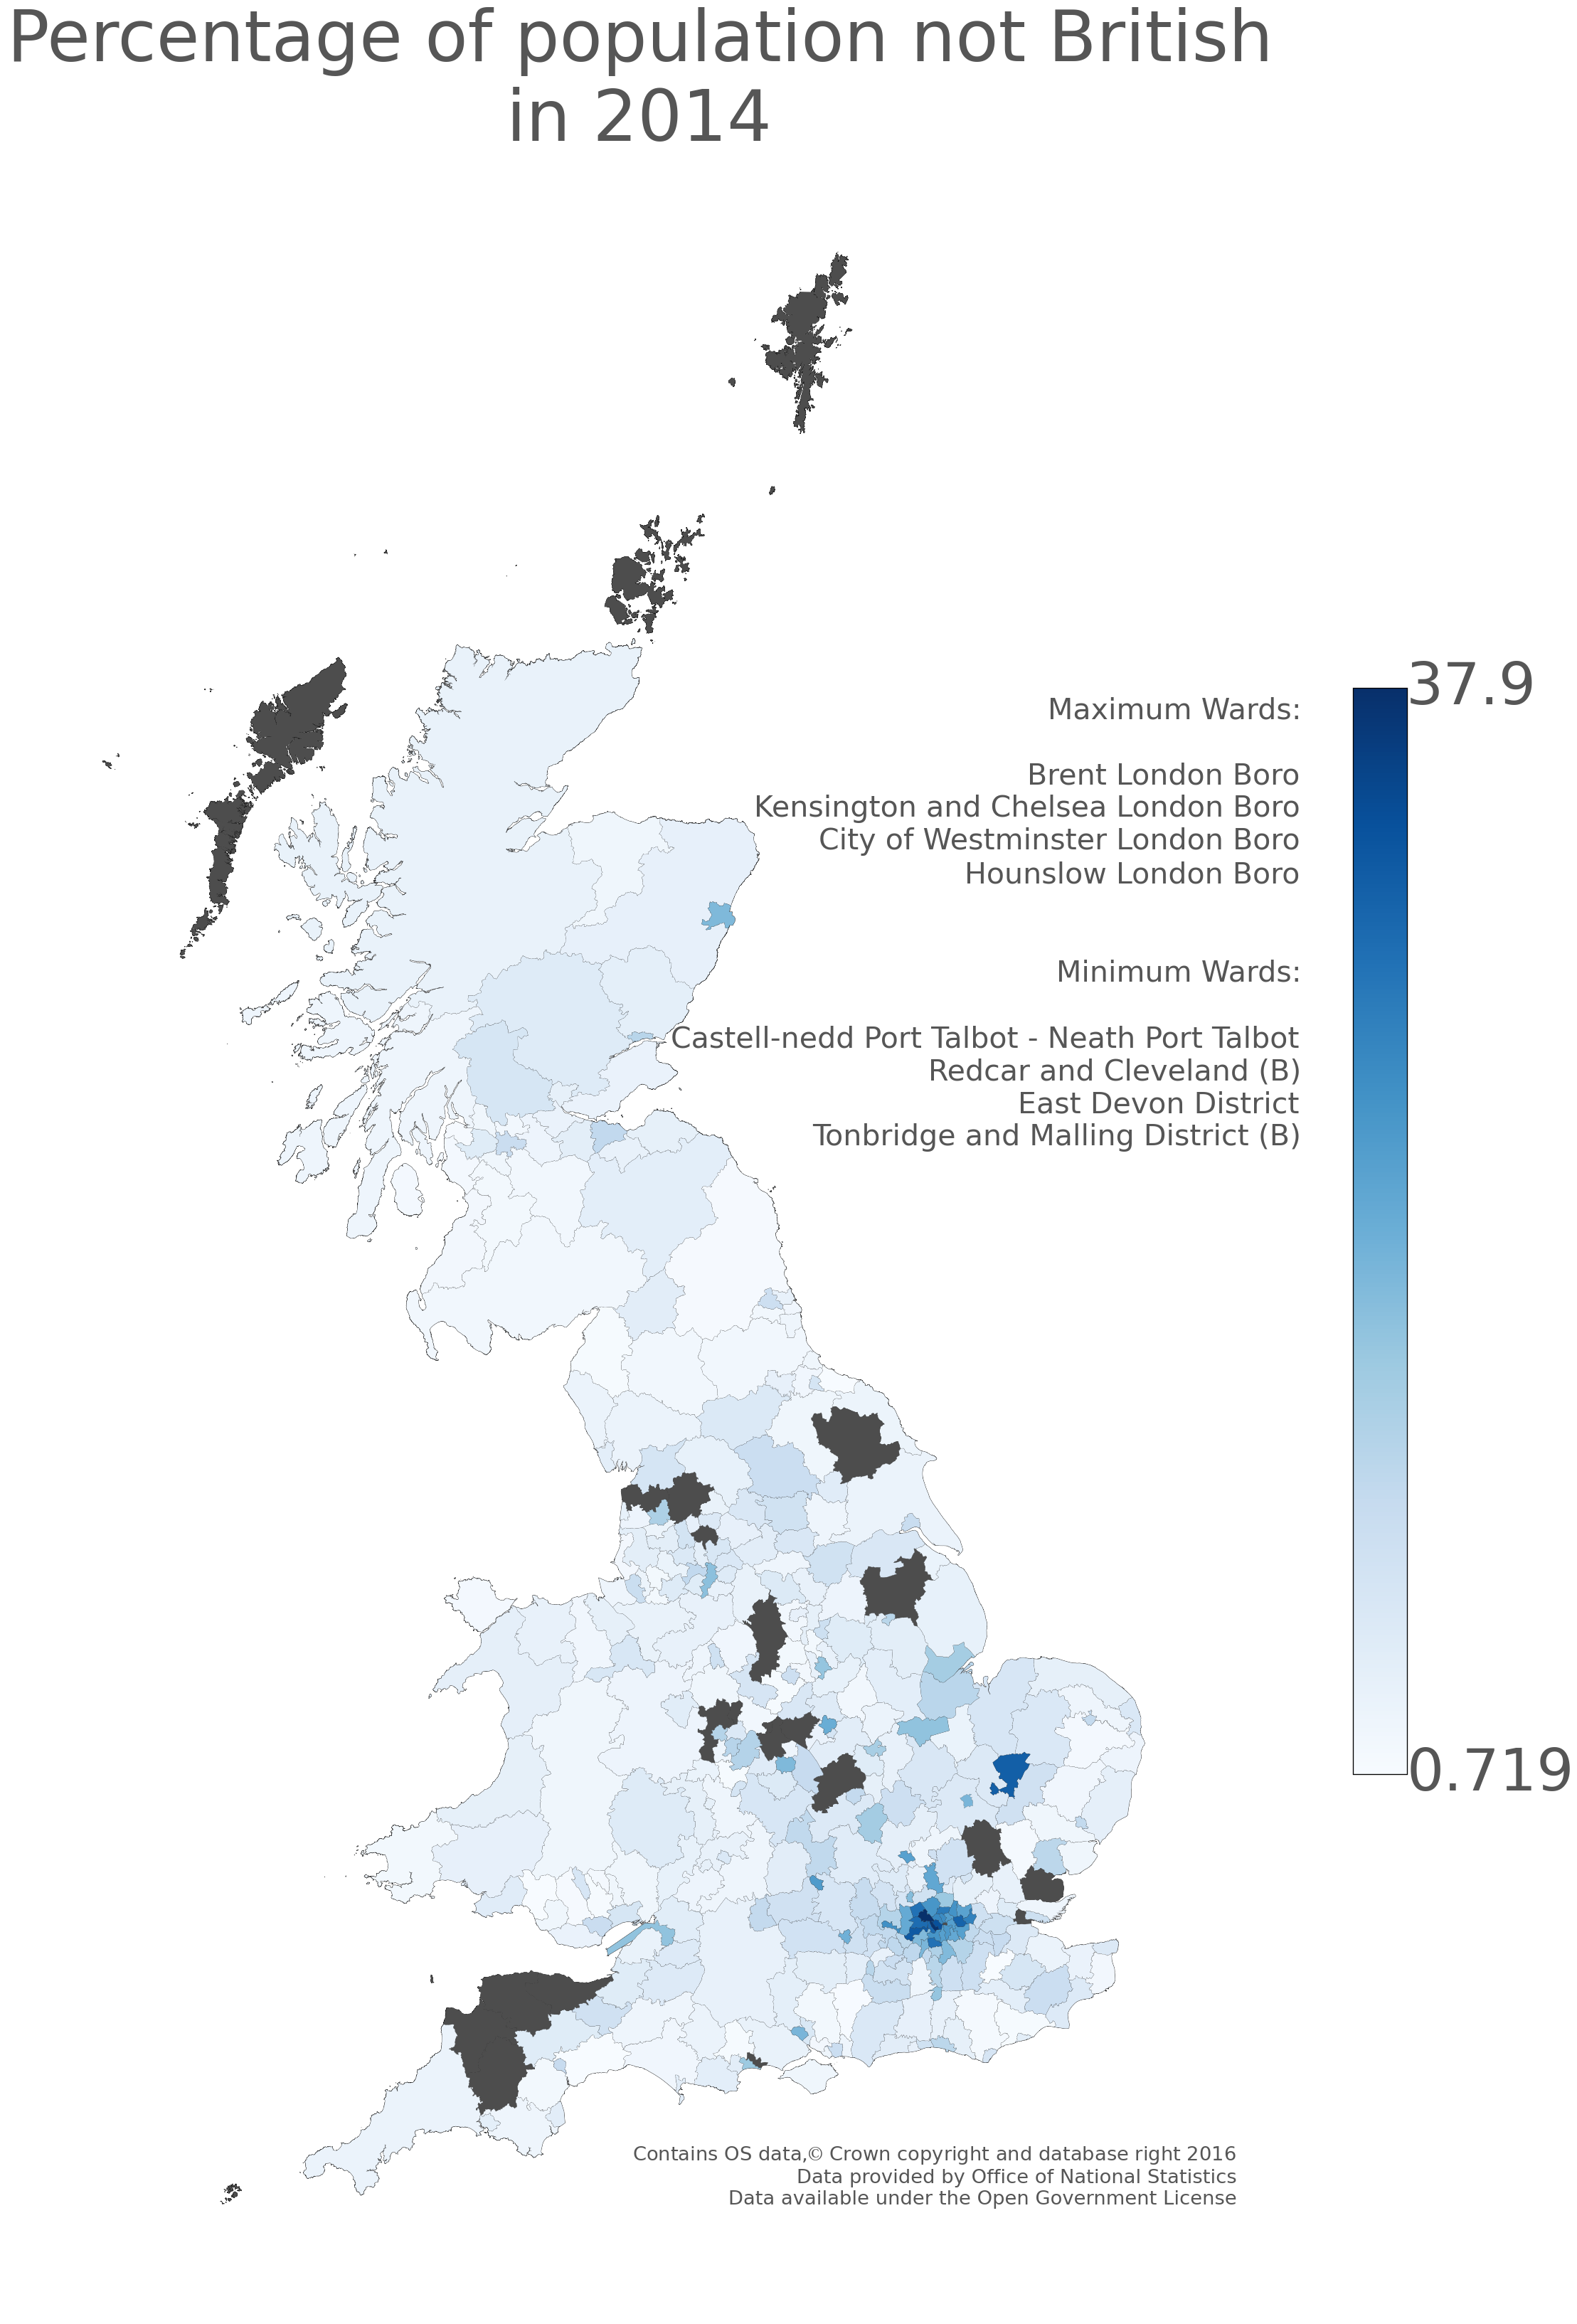 Percentage of population not British
in 2014
37.9
Maximum Wards:
Brent London Boro
Kensington and Chelsea London Boro
City of Westminster London Boro
Hounslow London Boro
Minimum Wards:
Castell-nedd Port Talbot - Neath Port Talbot
Redcar and Cleveland (B)
East Devon District
Tonbridge and Malling District (B)
0.719
Contains OS data,© Crown copyright and database right 2016
Data provided by Office of National Statistics
Data available under the Open Government License